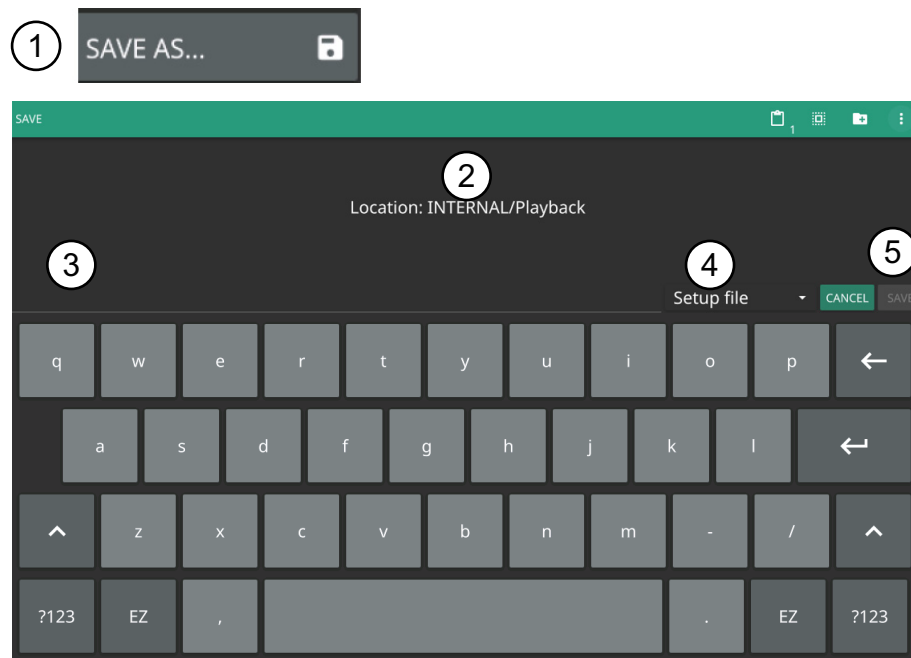 1 SAVE AS...
SAVE 1
2
Location: INTERNAL/Playback
3 4 5
Setup file CANCEL SAVE
q w e r t y u i o p
a s d f g h j k l
z x c v b n m - /
?123 EZ , . EZ ?123